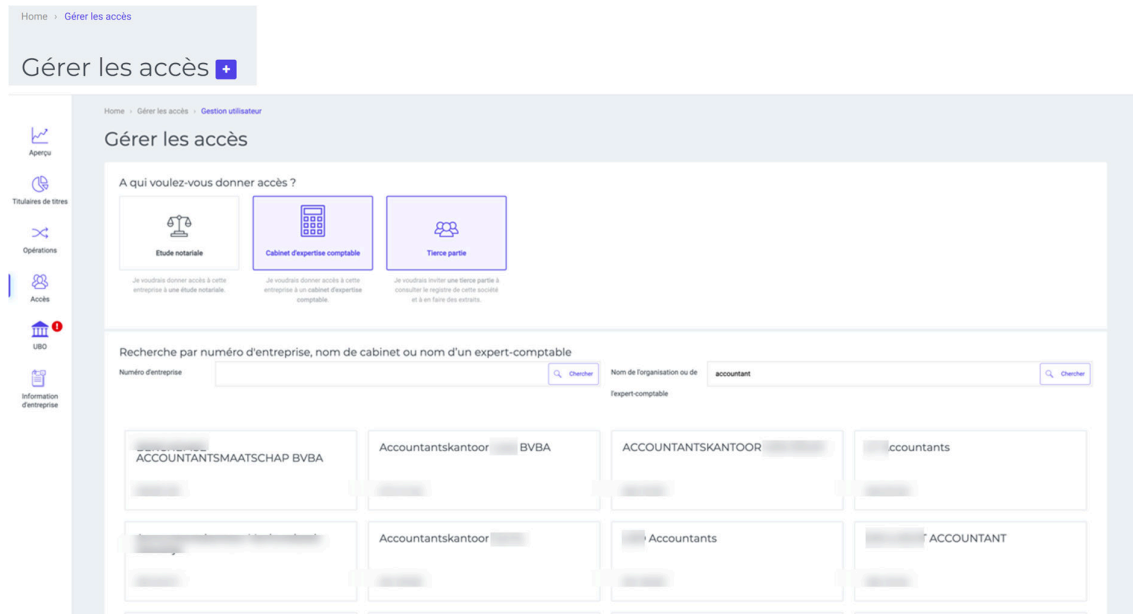 Home › Gérer les accès
Gérer les accès +
Home › Gérer les accès › Gestion utilisateur
Gérer les accès
Aperçu
Titulaires de titres
Opérations
Accès
UBO
Information
d'entreprise
A qui voulez-vous donner accès ?
Etude notariale
Cabinet d'expertise comptable
Tierce partie
Je voudrais donner accès à cette
entreprise à une étude notariale.
Je voudrais donner accès à cette
entreprise à un cabinet d'expertise
comptable.
Je voudrais inviter une tierce partie à
consulter le registre de cette société
et à en faire des extraits.
Recherche par numéro d'entreprise, nom de cabinet ou nom d'un expert-comptable
Numéro d'entreprise
Chercher
Nom de l'organisation ou de
l'expert-comptable
accountant
Chercher
ACCOUNTANTSMAATSCHAP BVBA
Accountantskantoor BVBA
ACCOUNTANTSKANTOOR
ccountants
Accountantskantoor
Accountants
ACCOUNTANT